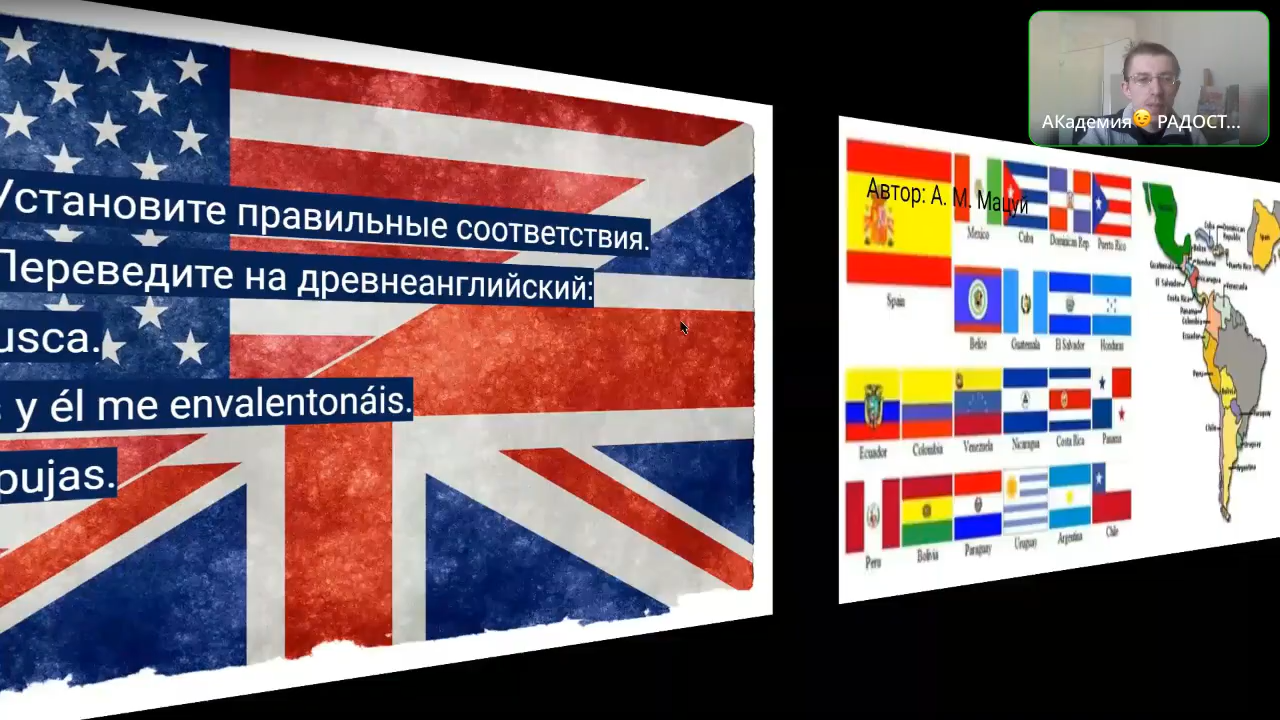 Установите правильные соответствия.
Переведите на древнеанглийский:
usca.
y él me envalentonáis.
pujas.
АКадемия😉 РАДОСТ...
Автор: А. М. Мацуй
Mexico
Cuba
Dominican Rep.
Puerto Rico
Spain
Belize
Guatemala
El Salvador
Honduras
Ecuador
Colombia
Venezuela
Nicaragua
Costa Rica
Panama
Peru
Bolivia
Paraguay
Uruguay
Argentina
Chile